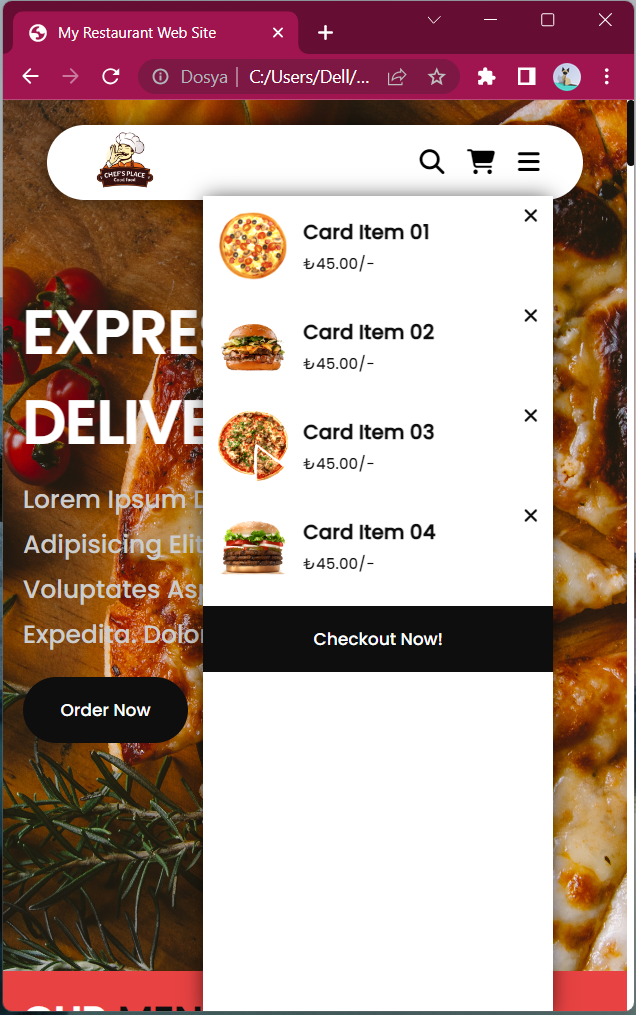 My Restaurant Web Site
Dosya | C:/Users/Dell/...
CHEF'S PLACE
Good food
Card Item 01
₺45.00/-
Card Item 02
₺45.00/-
Card Item 03
₺45.00/-
Card Item 04
₺45.00/-
Checkout Now!
EXPRES
DELIVE
Lorem Ipsum D
Adipisicing Elit
Voluptates Asp
Expedita. Dolor
Order Now
OUR MEN